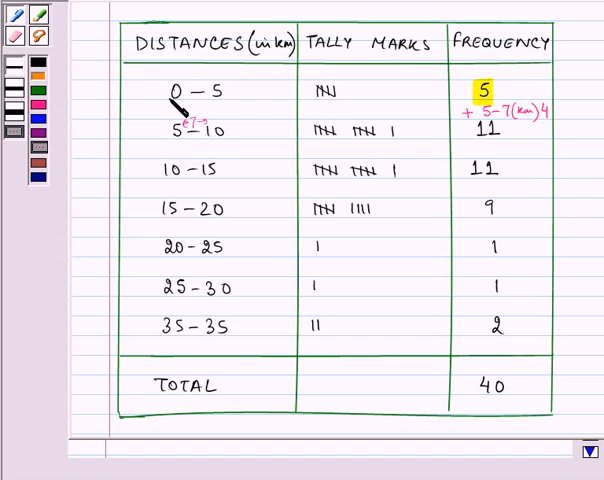 DISTANCES (in km) TALLY MARKS FREQUENCY
0 - 5 5
+ 5-7 (km) 4
←7→
5 - 10 11
10 - 15 11
15 - 20 9
20 - 25 1
25 - 30 1
35 - 35 2
TOTAL 40